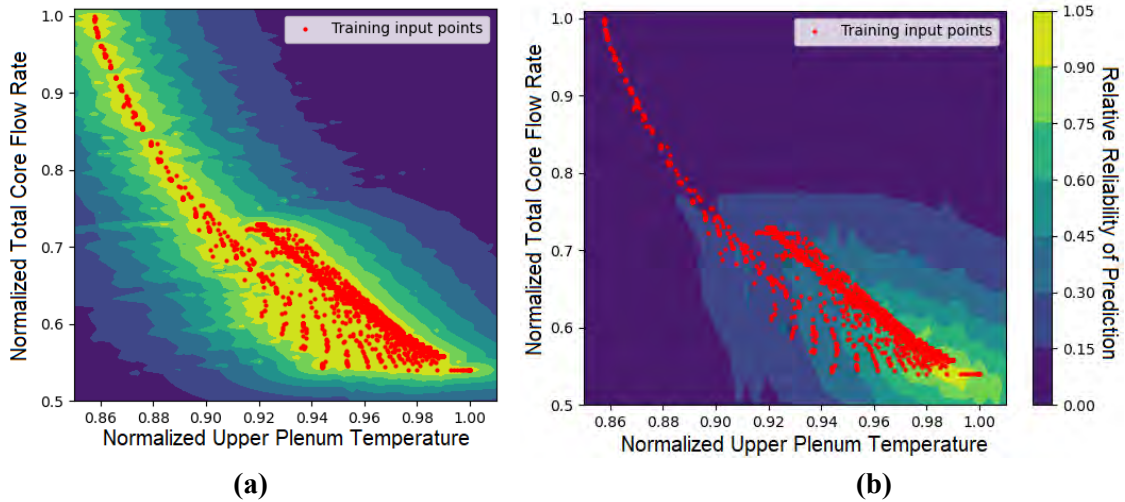 Normalized Total Core Flow Rate
1.0
0.9
0.8
0.7
0.6
0.5
Training input points
0.86 0.88 0.90 0.92 0.94 0.96 0.98 1.00
Normalized Upper Plenum Temperature
(a)
Normalized Total Core Flow Rate
1.0
0.9
0.8
0.7
0.6
0.5
Training input points
0.86 0.88 0.90 0.92 0.94 0.96 0.98 1.00
Normalized Upper Plenum Temperature
(b)
1.05
0.90
0.75
0.60
0.45
0.30
0.15
0.00
Relative Reliability of Prediction